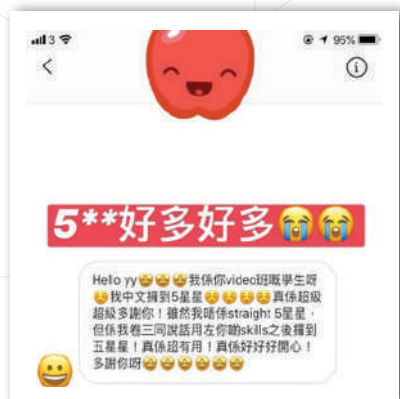 3 95%
5**好多好多😭😭
Hello yy🤩🤩🤩我係你video班嘅學生呀
☺️我中文攞到5星星☺️☺️☺️☺️真係超級
超級多謝你！雖然我唔係straight 5星星，
但係我卷三同說話用左你啲skills之後攞到
五星星！真係超有用！真係好好好開心！
多謝你呀🤩🤩🤩🤩🤩🤩